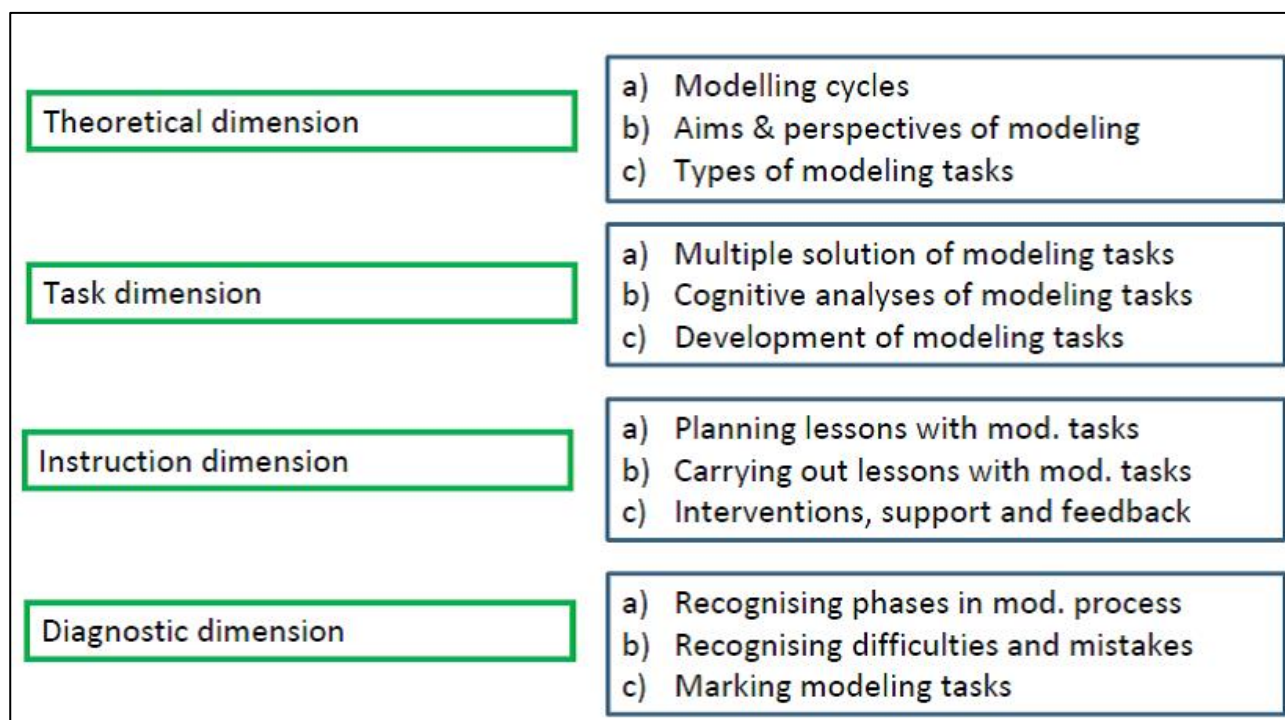 Theoretical dimension
a) Modelling cycles
b) Aims & perspectives of modeling
c) Types of modeling tasks
Task dimension
a) Multiple solution of modeling tasks
b) Cognitive analyses of modeling tasks
c) Development of modeling tasks
Instruction dimension
a) Planning lessons with mod. tasks
b) Carrying out lessons with mod. tasks
c) Interventions, support and feedback
Diagnostic dimension
a) Recognising phases in mod. process
b) Recognising difficulties and mistakes
c) Marking modeling tasks